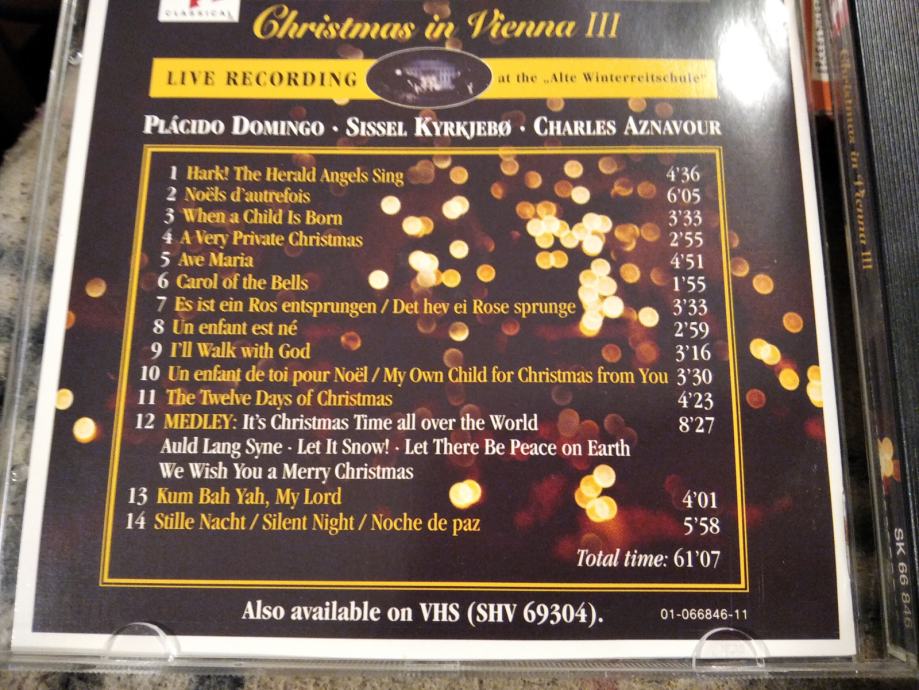 CLASSICAL
Christmas in Vienna III
LIVE RECORDING at the „Alte Winterreitschule"
PLÁCIDO DOMINGO · SISSEL KYRKJEBØ · CHARLES AZNAVOUR
1 Hark! The Herald Angels Sing 4'36
2 Noëls d'autrefois 6'05
3 When a Child Is Born 3'33
4 A Very Private Christmas 2'55
5 Ave Maria 4'51
6 Carol of the Bells 1'55
7 Es ist ein Ros entsprungen / Det hev ei Rose sprunge 3'33
8 Un enfant est né 2'59
9 I'll Walk with God 3'16
10 Un enfant de toi pour Noël / My Own Child for Christmas from You 3'30
11 The Twelve Days of Christmas 4'23
12 MEDLEY: It's Christmas Time all over the World 8'27
Auld Lang Syne · Let It Snow! · Let There Be Peace on Earth
We Wish You a Merry Christmas
13 Kum Bah Yah, My Lord 4'01
14 Stille Nacht / Silent Night / Noche de paz 5'58
Total time: 61'07
Also available on VHS (SHV 69304).
01-066846-11
Christmas in Vienna III
SK 66 846